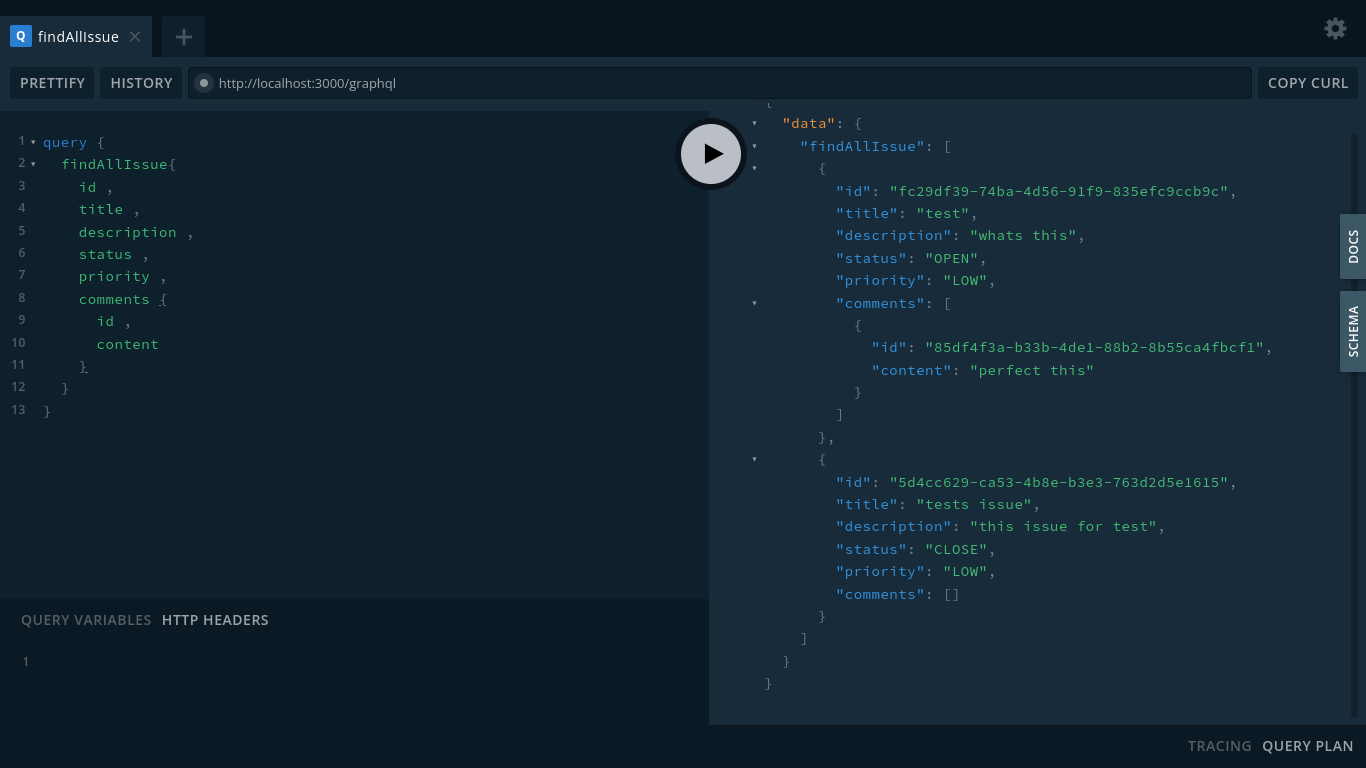 Q findAllIssue
PRETTIFY HISTORY http://localhost:3000/graphql COPY CURL
1 query {
2 findAllIssue{
3 id ,
4 title ,
5 description ,
6 status ,
7 priority ,
8 comments {
9 id ,
10 content
11 }
12 }
13 }
QUERY VARIABLES HTTP HEADERS
1
{
"data": {
"findAllIssue": [
{
"id": "fc29df39-74ba-4d56-91f9-835efc9ccb9c",
"title": "test",
"description": "whats this",
"status": "OPEN",
"priority": "LOW",
"comments": [
{
"id": "85df4f3a-b33b-4de1-88b2-8b55ca4fbcf1",
"content": "perfect this"
}
]
},
{
"id": "5d4cc629-ca53-4b8e-b3e3-763d2d5e1615",
"title": "tests issue",
"description": "this issue for test",
"status": "CLOSE",
"priority": "LOW",
"comments": []
}
]
}
}
DOCS
SCHEMA
TRACING QUERY PLAN